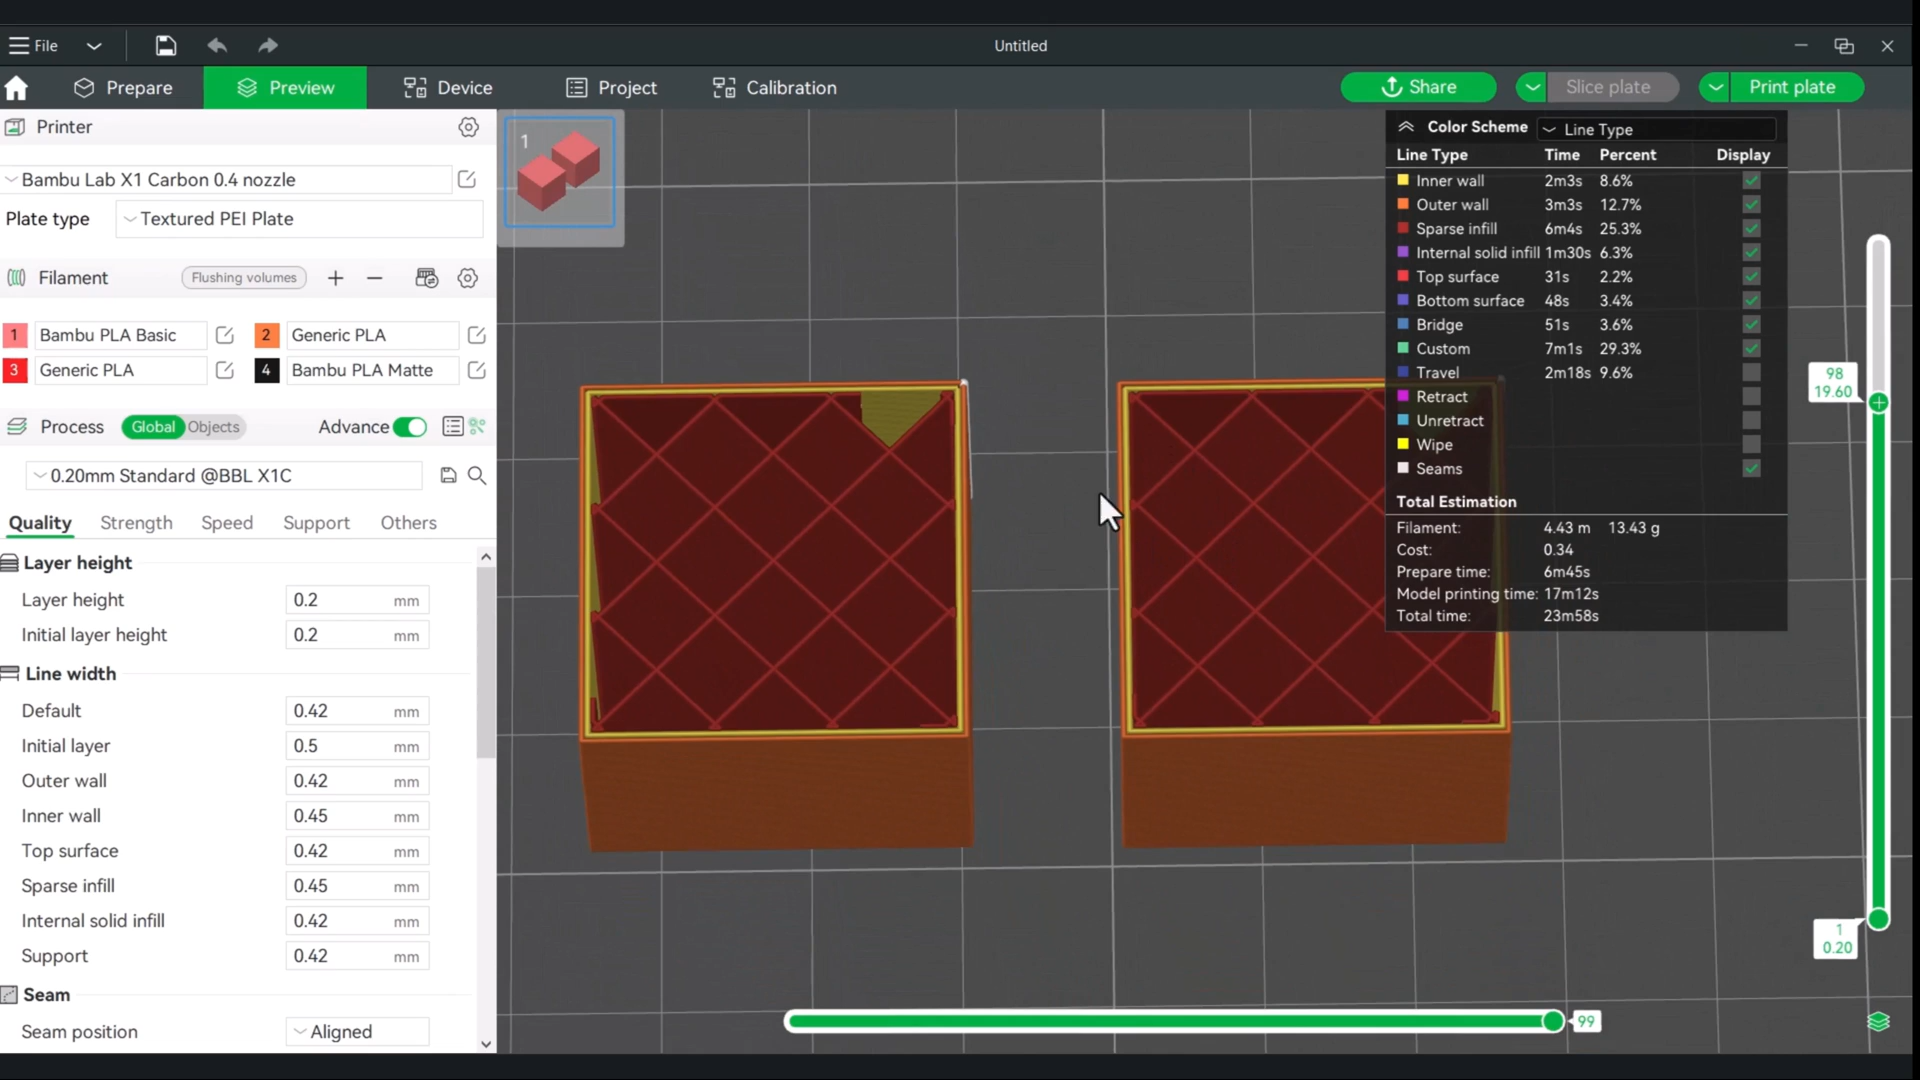 File
Untitled
Prepare
Preview
Device
Project
Calibration
Share
Slice plate
Print plate
Printer
Bambu Lab X1 Carbon 0.4 nozzle
Plate type
Textured PEI Plate
Filament
Flushing volumes
1 Bambu PLA Basic
2 Generic PLA
3 Generic PLA
4 Bambu PLA Matte
Process
Global
Objects
Advance
0.20mm Standard @BBL X1C
Quality
Strength
Speed
Support
Others
Layer height
Layer height 0.2 mm
Initial layer height 0.2 mm
Line width
Default 0.42 mm
Initial layer 0.5 mm
Outer wall 0.42 mm
Inner wall 0.45 mm
Top surface 0.42 mm
Sparse infill 0.45 mm
Internal solid infill 0.42 mm
Support 0.42 mm
Seam
Seam position Aligned
1
Color Scheme Line Type
Line Type Time Percent Display
Inner wall 2m3s 8.6%
Outer wall 3m3s 12.7%
Sparse infill 6m4s 25.3%
Internal solid infill 1m30s 6.3%
Top surface 31s 2.2%
Bottom surface 48s 3.4%
Bridge 51s 3.6%
Custom 7m1s 29.3%
Travel 2m18s 9.6%
Retract
Unretract
Wipe
Seams
Total Estimation
Filament: 4.43 m 13.43 g
Cost: 0.34
Prepare time: 6m45s
Model printing time: 17m12s
Total time: 23m58s
98
19.60
1
0.20
99